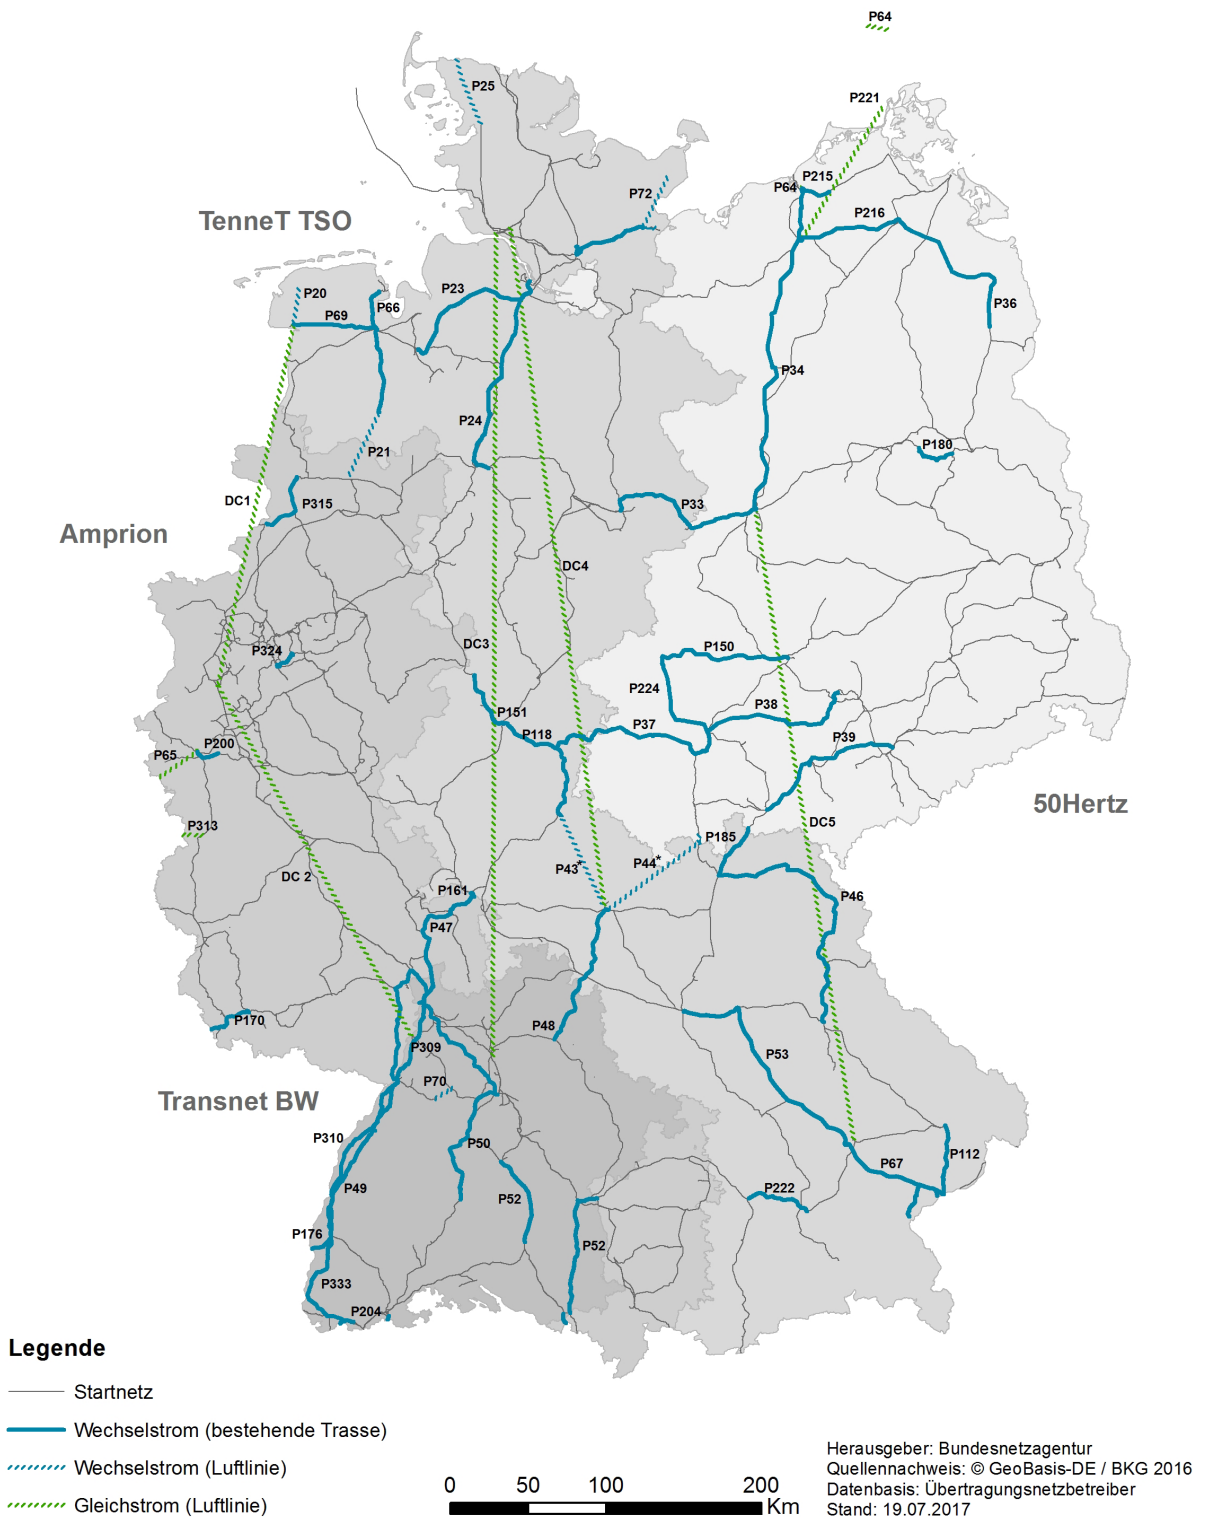 P64
P25
P221
P215
P64
P72
P216
TenneT TSO
P20
P23
P66
P69
P36
P34
P24
P180
P21
DC1
P315
P33
Amprion
DC4
P324
DC3
P150
P224
P151
P38
P37
P118
P39
P200
P65
50Hertz
P313
DC5
P185
P43*
P44*
DC 2
P161
P46
P47
P170
P48
P309
P53
P70
Transnet BW
P310
P50
P112
P67
P49
P52
P222
P176
P52
P333
P204
Legende
Startnetz
Wechselstrom (bestehende Trasse)
Wechselstrom (Luftlinie)
Gleichstrom (Luftlinie)
0 50 100 200
Km
Herausgeber: Bundesnetzagentur
Quellennachweis: © GeoBasis-DE / BKG 2016
Datenbasis: Übertragungsnetzbetreiber
Stand: 19.07.2017